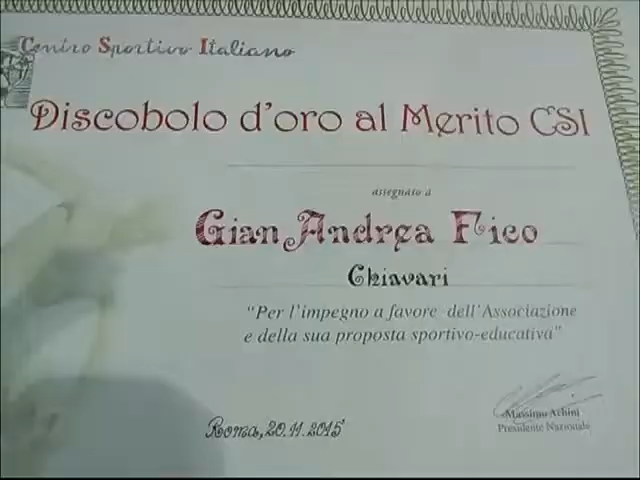 Centro Sportivo Italiano
Discobolo d'oro al Merito CSI
assegnato a
Gian Andrea Fico
Chiavari
"Per l'impegno a favore dell'Associazione
e della sua proposta sportivo-educativa"
Massimo Achini
Presidente Nazionale
Roma, 20.11.2015